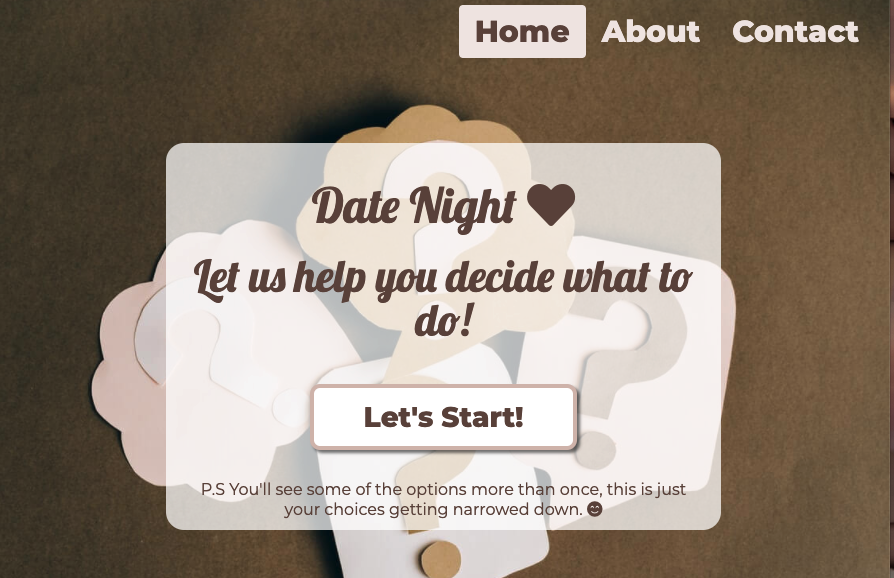 Home About Contact
Date Night
Let us help you decide what to
do!
Let's Start!
P.S You'll see some of the options more than once, this is just
your choices getting narrowed down.